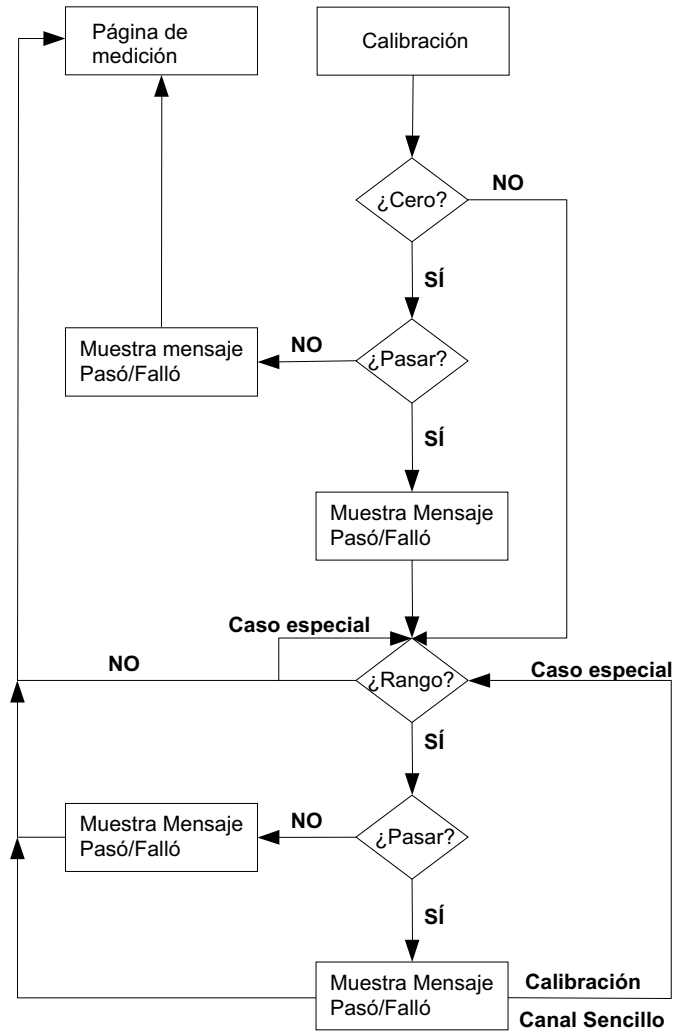 Página de
medición
Calibración
¿Cero?
NO
SÍ
Muestra mensaje
Pasó/Falló
NO
¿Pasar?
SÍ
Muestra Mensaje
Pasó/Falló
Caso especial
NO
¿Rango?
Caso especial
SÍ
Muestra Mensaje
Pasó/Falló
NO
¿Pasar?
SÍ
Muestra Mensaje
Pasó/Falló
Calibración
Canal Sencillo